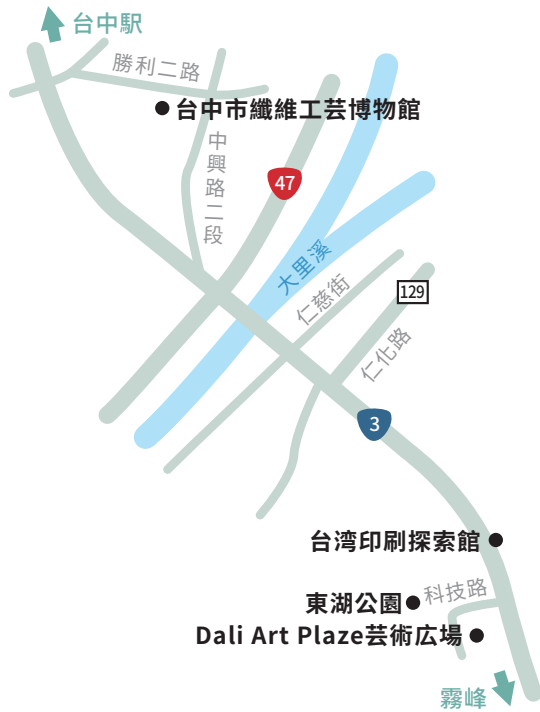 台中駅
勝利二路
台中市繊維工芸博物館
中興路二段
47
大里溪
仁慈街
129
仁化路
3
台湾印刷探索館
科技路
東湖公園
Dali Art Plaze芸術広場
霧峰